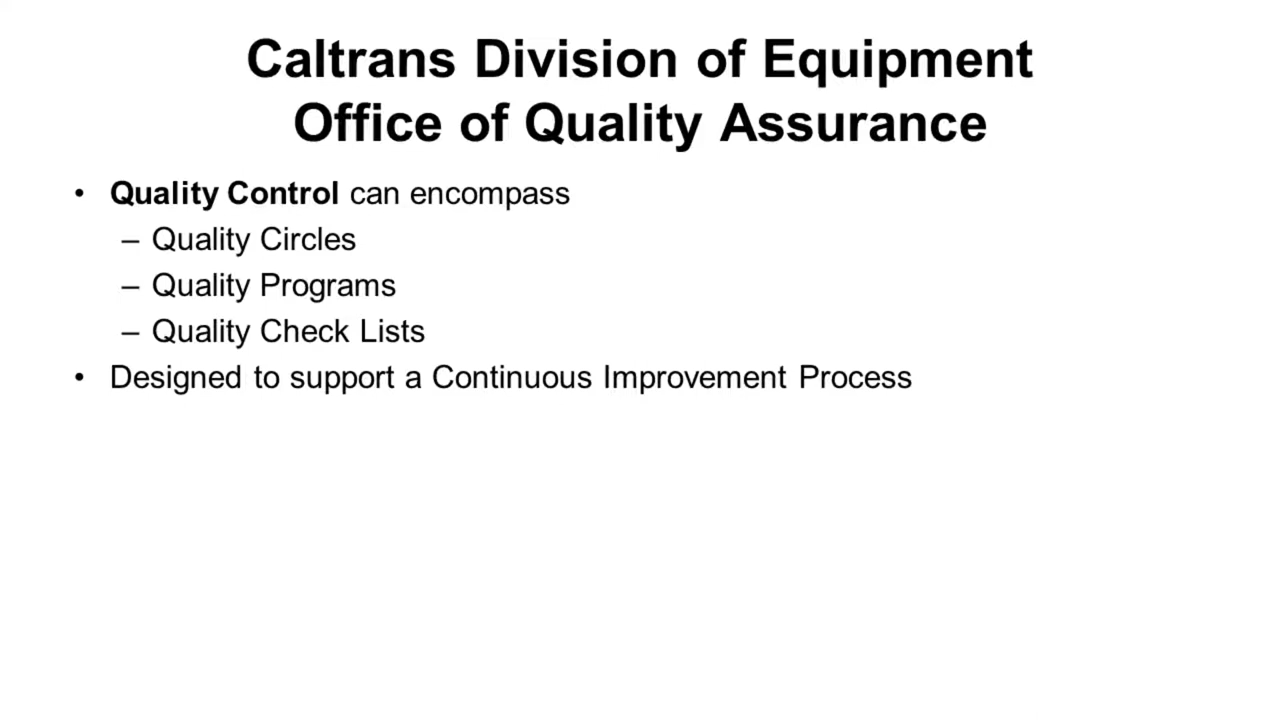 Caltrans Division of Equipment
Office of Quality Assurance
• Quality Control can encompass
– Quality Circles
– Quality Programs
– Quality Check Lists
• Designed to support a Continuous Improvement Process